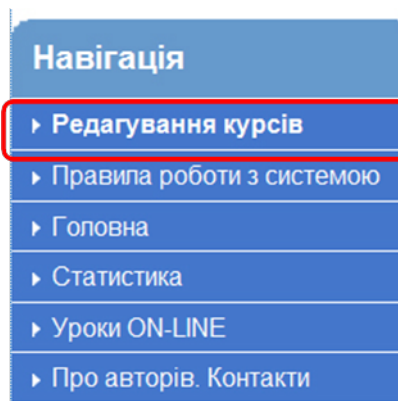 Навігація
Редагування курсів
Правила роботи з системою
Головна
Статистика
Уроки ON-LINE
Про авторів. Контакти